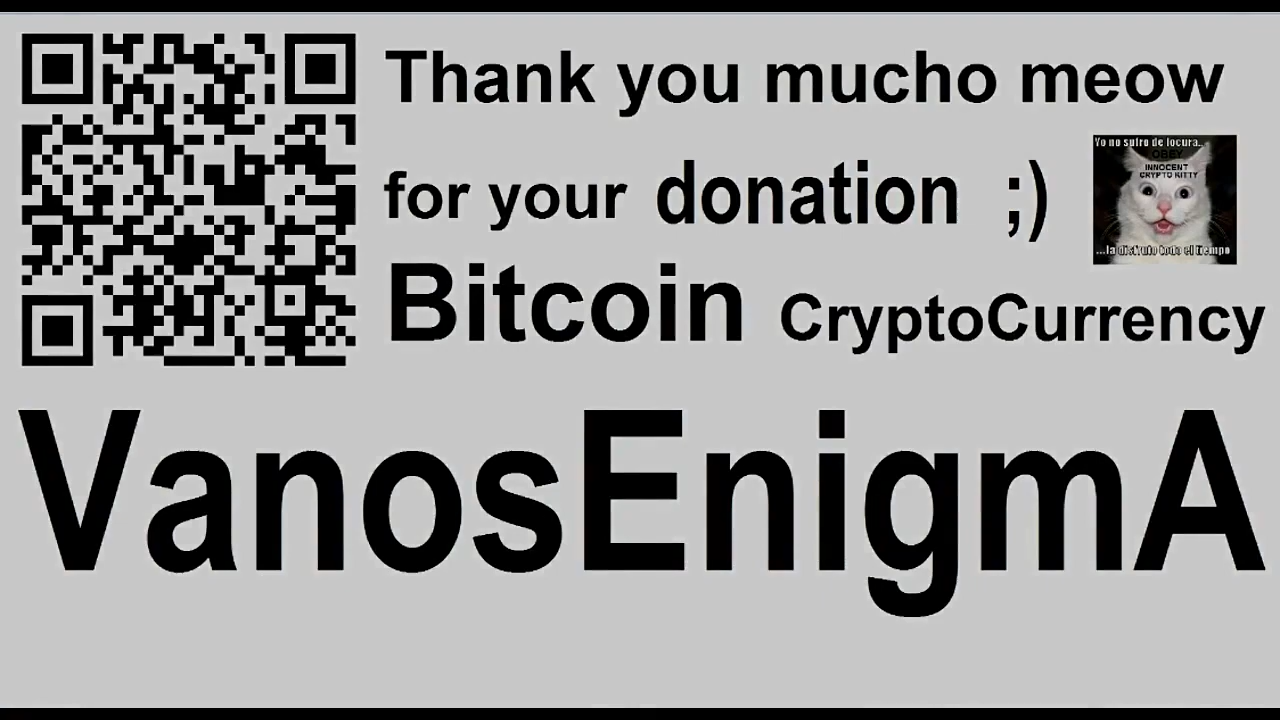 Thank you mucho meow
for your donation ;)
Yo no sufro de locura...
OBEY
INNOCENT
CRYPTO KITTY
...la disfruto todo el tiempo
Bitcoin CryptoCurrency
VanosEnigmA